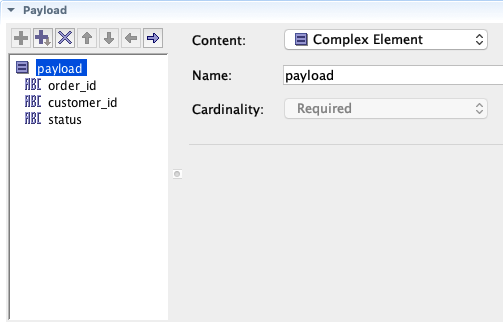 Payload
Content:
Complex Element
payload
Name:
payload
ABC order_id
Cardinality:
Required
ABC customer_id
ABC status